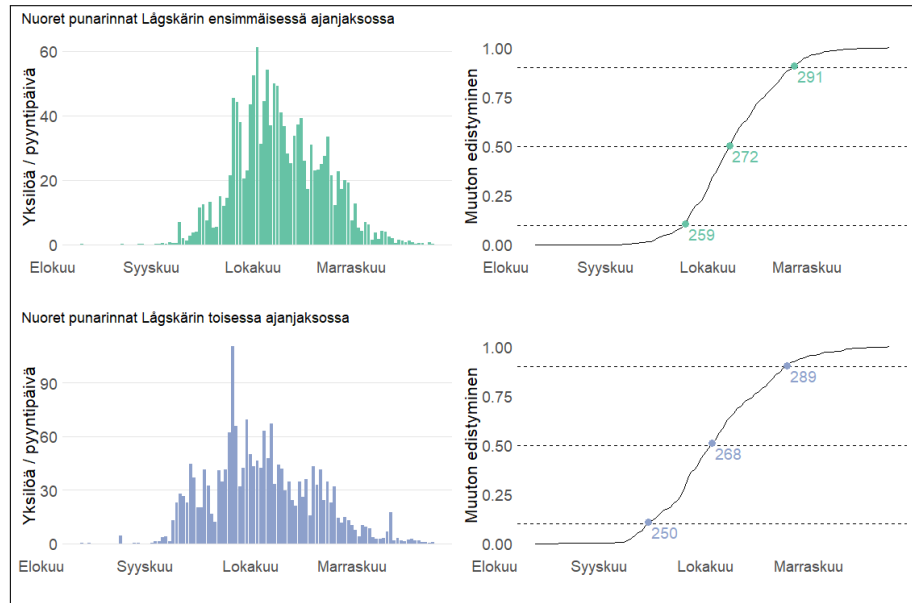 Nuoret punarinnat Lågskärin ensimmäisessä ajanjaksossa
Yksilöä / pyyntipäivä
60
40
20
0
Elokuu Syyskuu Lokakuu Marraskuu
Muuton edistyminen
1.00
0.75
0.50
0.25
0.00
291
272
259
Elokuu Syyskuu Lokakuu Marraskuu
Nuoret punarinnat Lågskärin toisessa ajanjaksossa
Yksilöä / pyyntipäivä
90
60
30
0
Elokuu Syyskuu Lokakuu Marraskuu
Muuton edistyminen
1.00
0.75
0.50
0.25
0.00
289
268
250
Elokuu Syyskuu Lokakuu Marraskuu